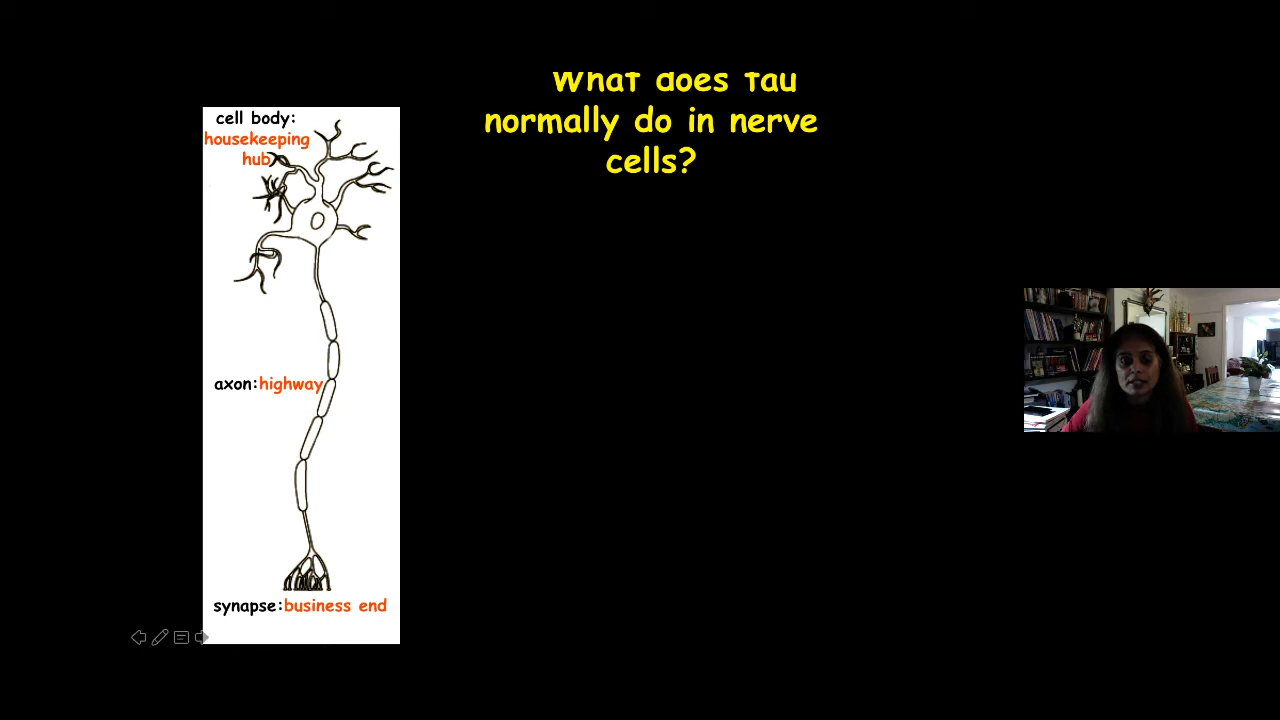 What does tau
normally do in nerve
cells?
cell body:
housekeeping
hub
axon:highway
synapse:business end